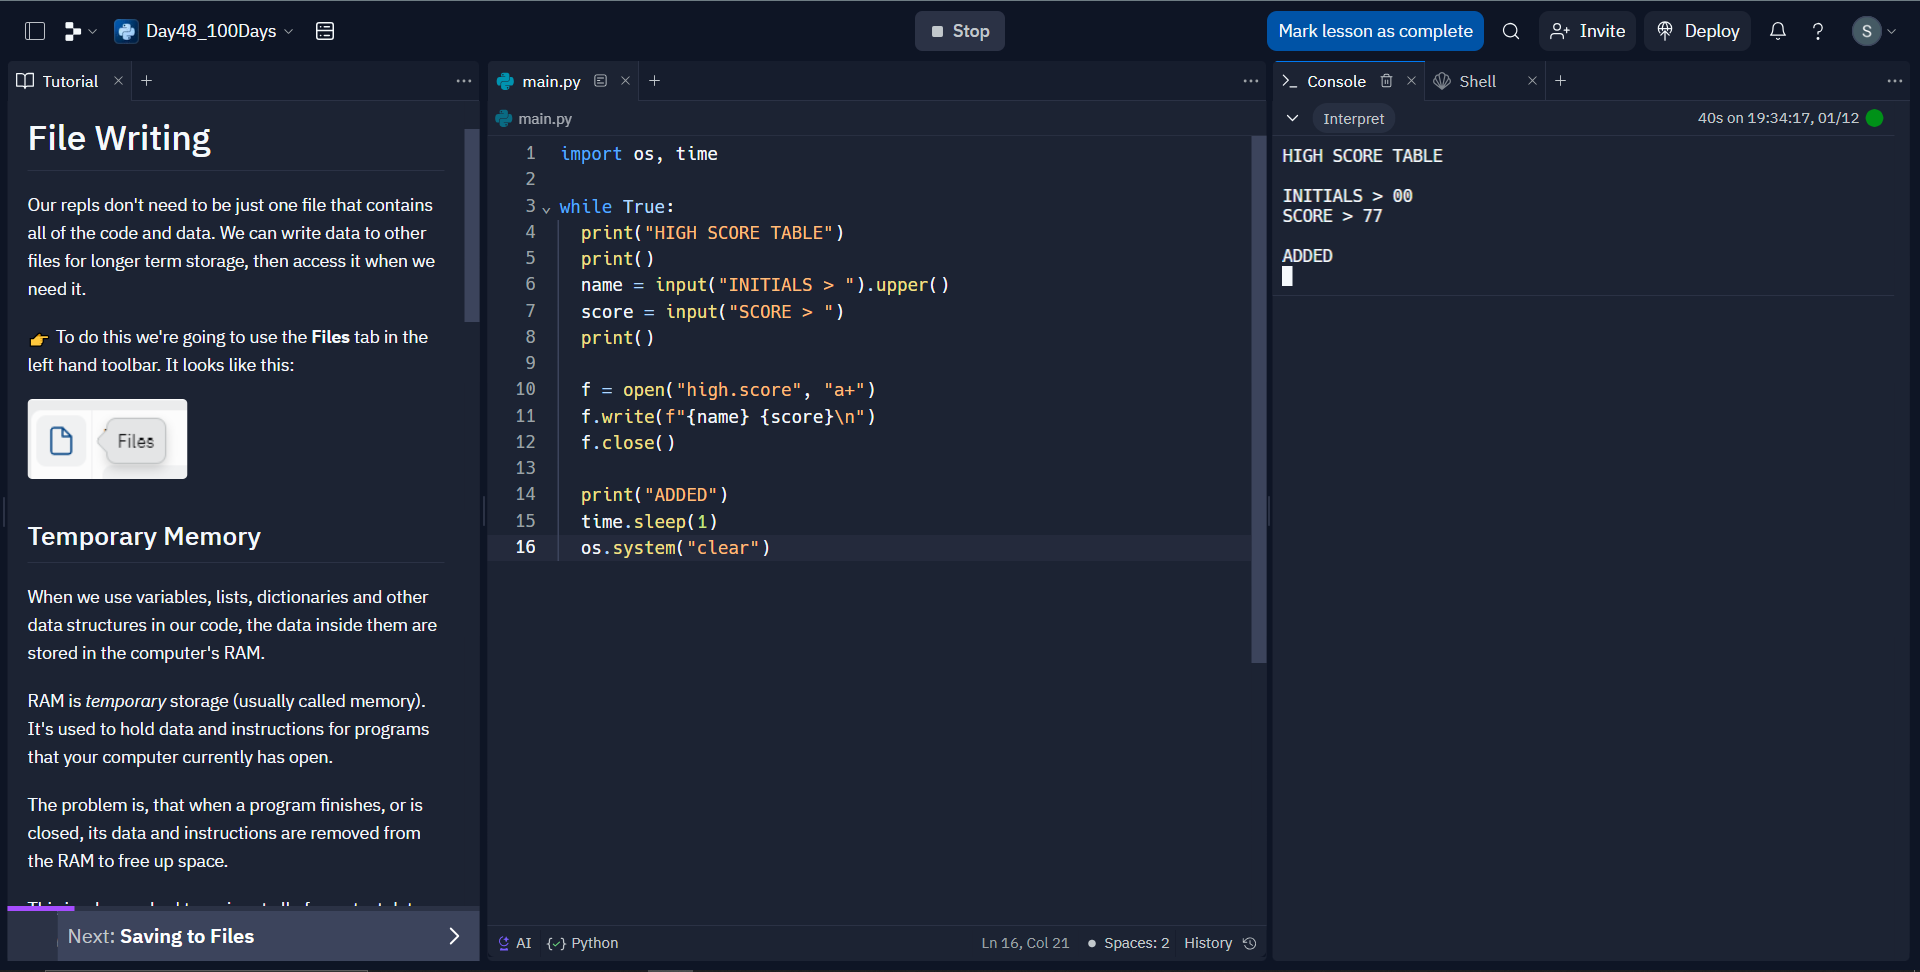 Day48_100Days
Stop
Mark lesson as complete
Invite
Deploy
S
Tutorial
main.py
Console
Shell
File Writing
Our repls don't need to be just one file that contains
all of the code and data. We can write data to other
files for longer term storage, then access it when we
need it.
👉 To do this we're going to use the Files tab in the
left hand toolbar. It looks like this:
Files
Temporary Memory
When we use variables, lists, dictionaries and other
data structures in our code, the data inside them are
stored in the computer's RAM.
RAM is temporary storage (usually called memory).
It's used to hold data and instructions for programs
that your computer currently has open.
The problem is, that when a program finishes, or is
closed, its data and instructions are removed from
the RAM to free up space.
Next: Saving to Files
main.py
1 import os, time
2
3 while True:
4 print("HIGH SCORE TABLE")
5 print()
6 name = input("INITIALS > ").upper()
7 score = input("SCORE > ")
8 print()
9
10 f = open("high.score", "a+")
11 f.write(f"{name} {score}\n")
12 f.close()
13
14 print("ADDED")
15 time.sleep(1)
16 os.system("clear")
AI
Python
Ln 16, Col 21
Spaces: 2
History
Interpret
40s on 19:34:17, 01/12
HIGH SCORE TABLE
INITIALS > 00
SCORE > 77
ADDED